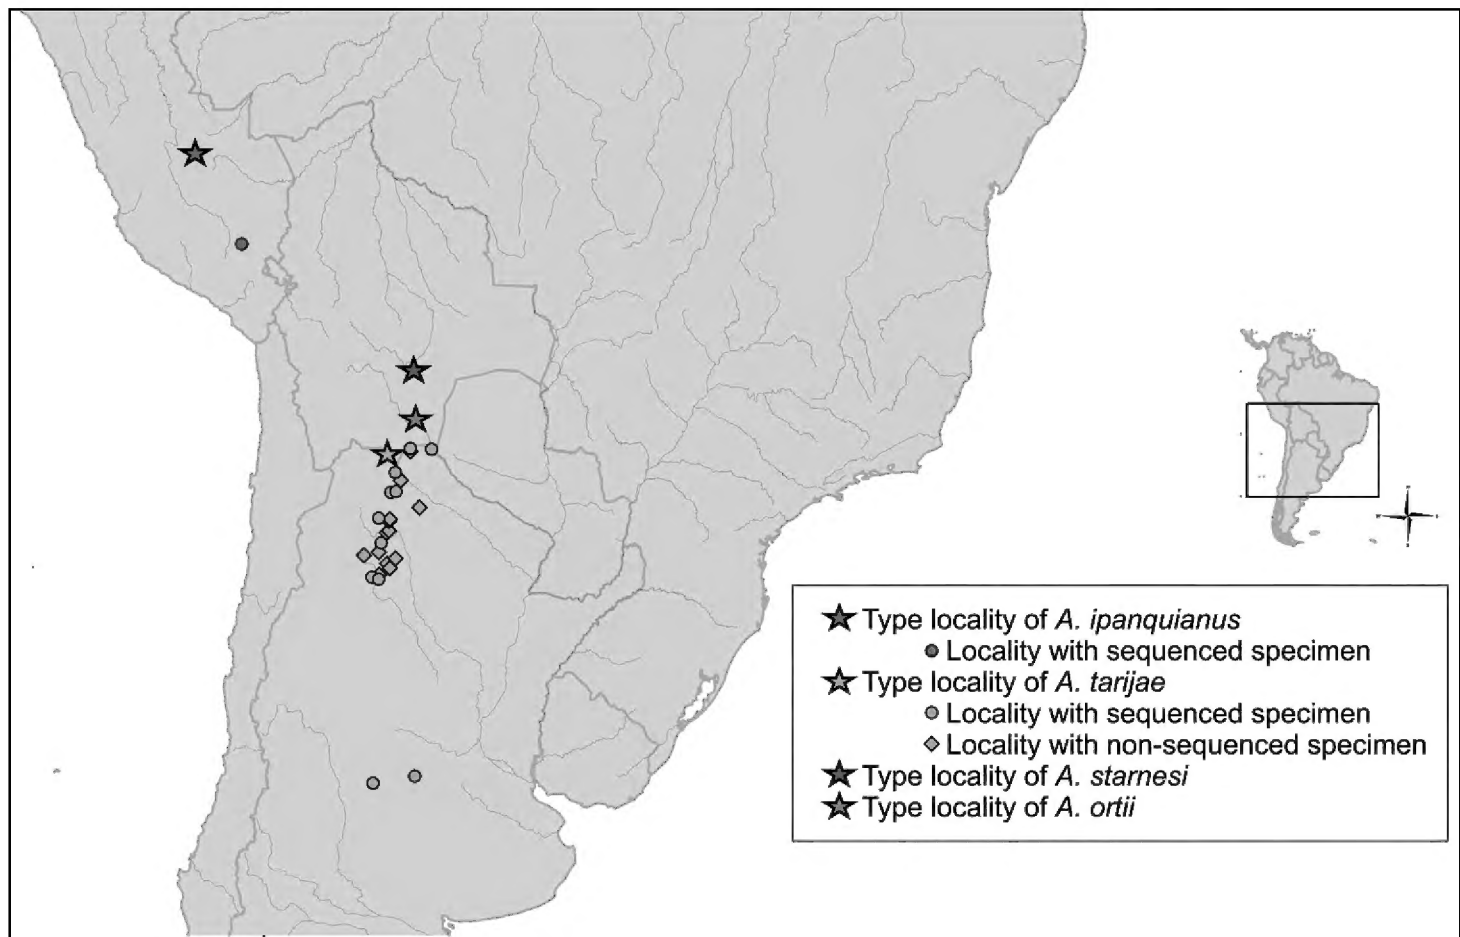 Type locality of A. ipanquianus
Locality with sequenced specimen
Type locality of A. tarijae
Locality with sequenced specimen
Locality with non-sequenced specimen
Type locality of A. starnesi
Type locality of A. ortii